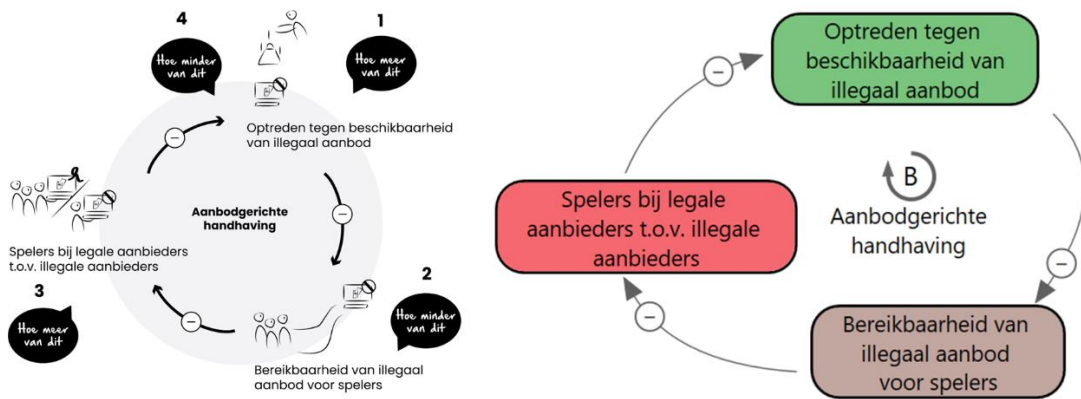 4
1
Hoe minder
van dit
Hoe meer
van dit
−
Optreden tegen beschikbaarheid
van illegaal aanbod
Aanbodgerichte
handhaving
−
Spelers bij legale aanbieders
t.o.v. illegale aanbieders
3
Hoe meer
van dit
−
2
Hoe minder
van dit
Bereikbaarheid van illegaal
aanbod voor spelers
Optreden tegen
beschikbaarheid van
illegaal aanbod
−
B
Aanbodgerichte
handhaving
Spelers bij legale
aanbieders t.o.v. illegale
aanbieders
−
−
Bereikbaarheid van
illegaal aanbod
voor spelers